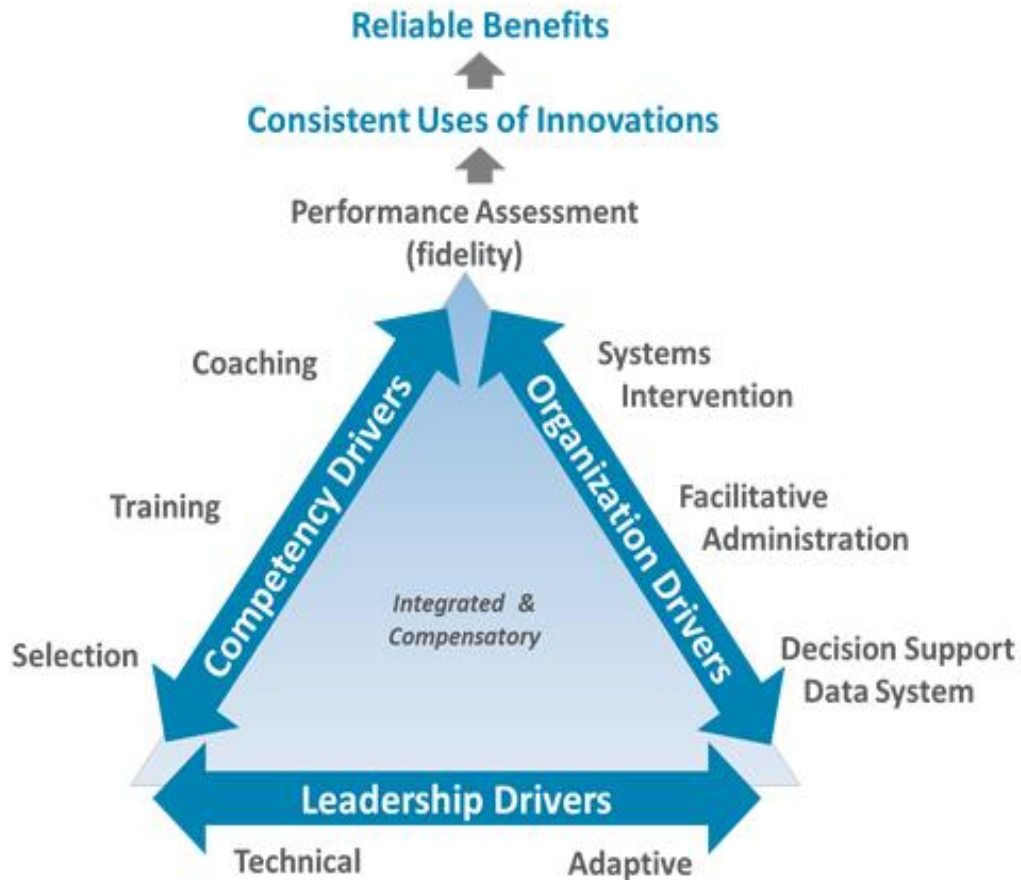 Reliable Benefits
Consistent Uses of Innovations
Performance Assessment
(fidelity)
Coaching
Systems
Intervention
Competency Drivers
Organization Drivers
Training
Facilitative
Administration
Integrated &
Compensatory
Selection
Decision Support
Data System
Leadership Drivers
Technical
Adaptive